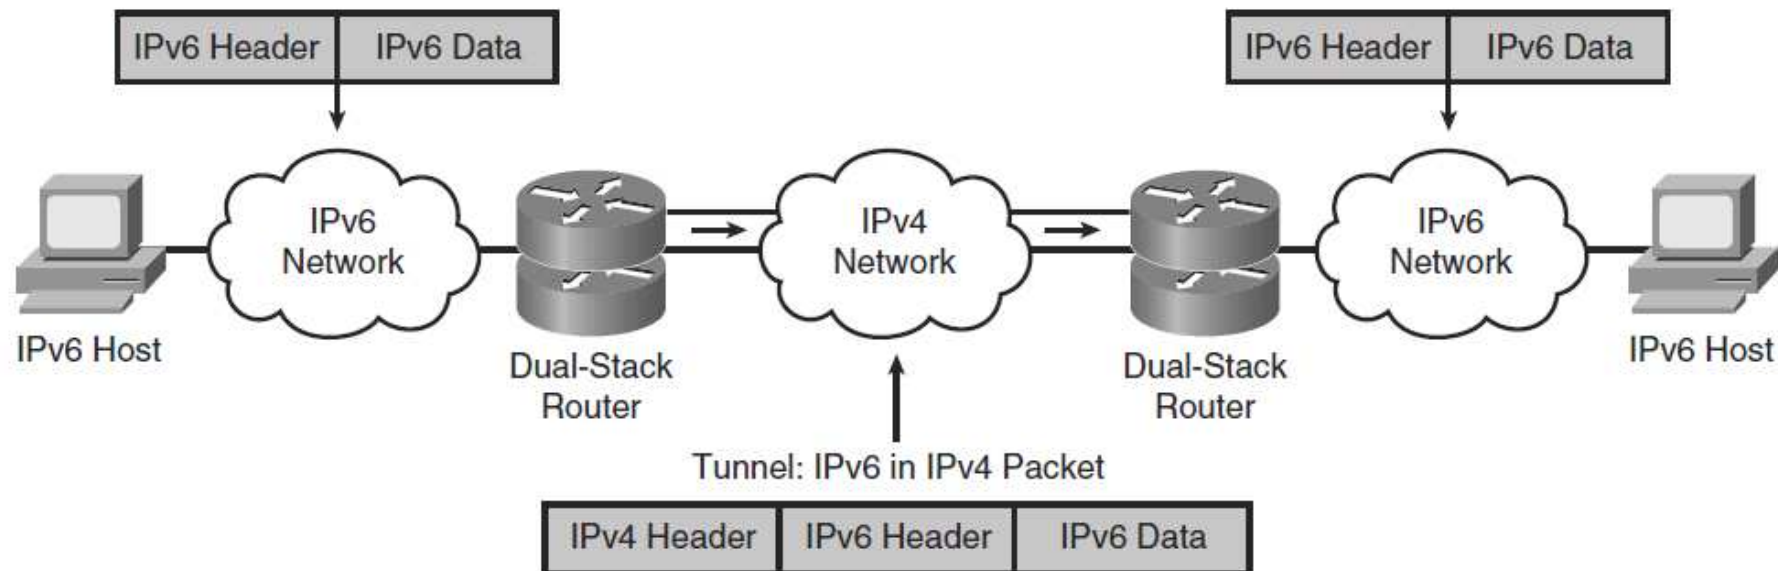 IPv6 Header IPv6 Data
IPv6 Header IPv6 Data
IPv6
Network
IPv4
Network
IPv6
Network
IPv6 Host
Dual-Stack
Router
Dual-Stack
Router
IPv6 Host
Tunnel: IPv6 in IPv4 Packet
IPv4 Header IPv6 Header IPv6 Data